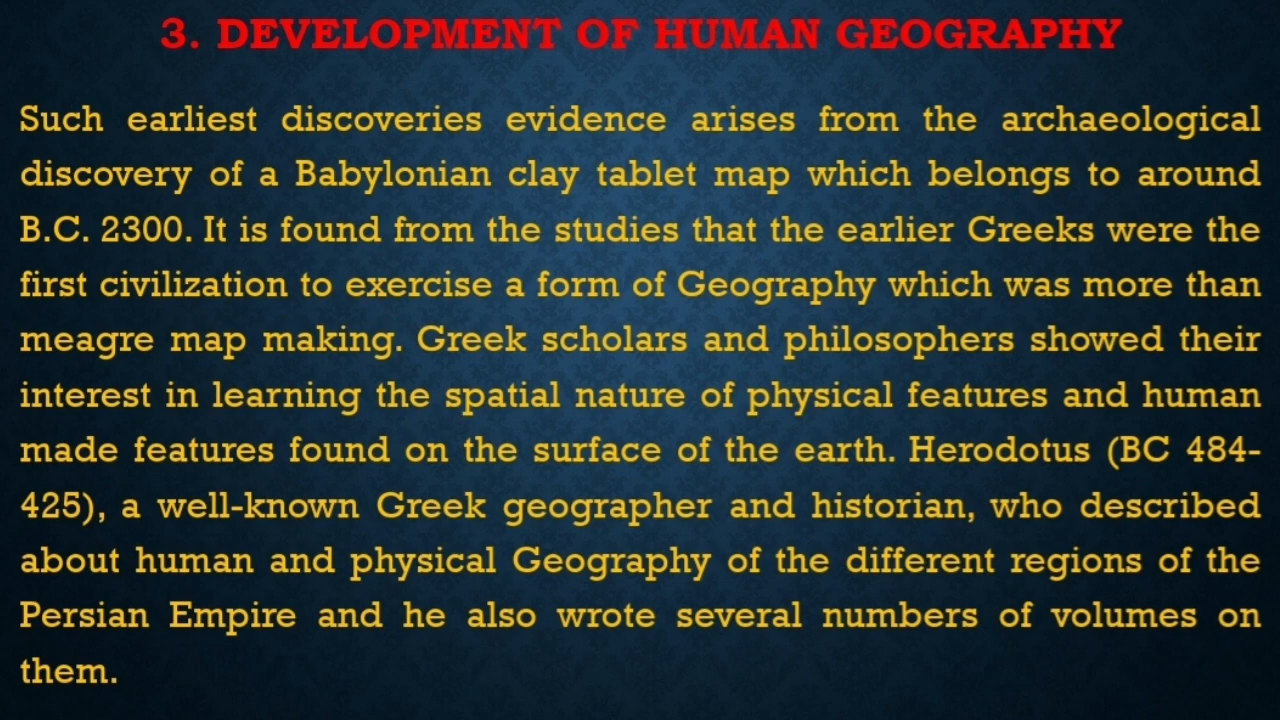 3. DEVELOPMENT OF HUMAN GEOGRAPHY
Such earliest discoveries evidence arises from the archaeological
discovery of a Babylonian clay tablet map which belongs to around
B.C. 2300. It is found from the studies that the earlier Greeks were the
first civilization to exercise a form of Geography which was more than
meagre map making. Greek scholars and philosophers showed their
interest in learning the spatial nature of physical features and human
made features found on the surface of the earth. Herodotus (BC 484-
425), a well-known Greek geographer and historian, who described
about human and physical Geography of the different regions of the
Persian Empire and he also wrote several numbers of volumes on
them.